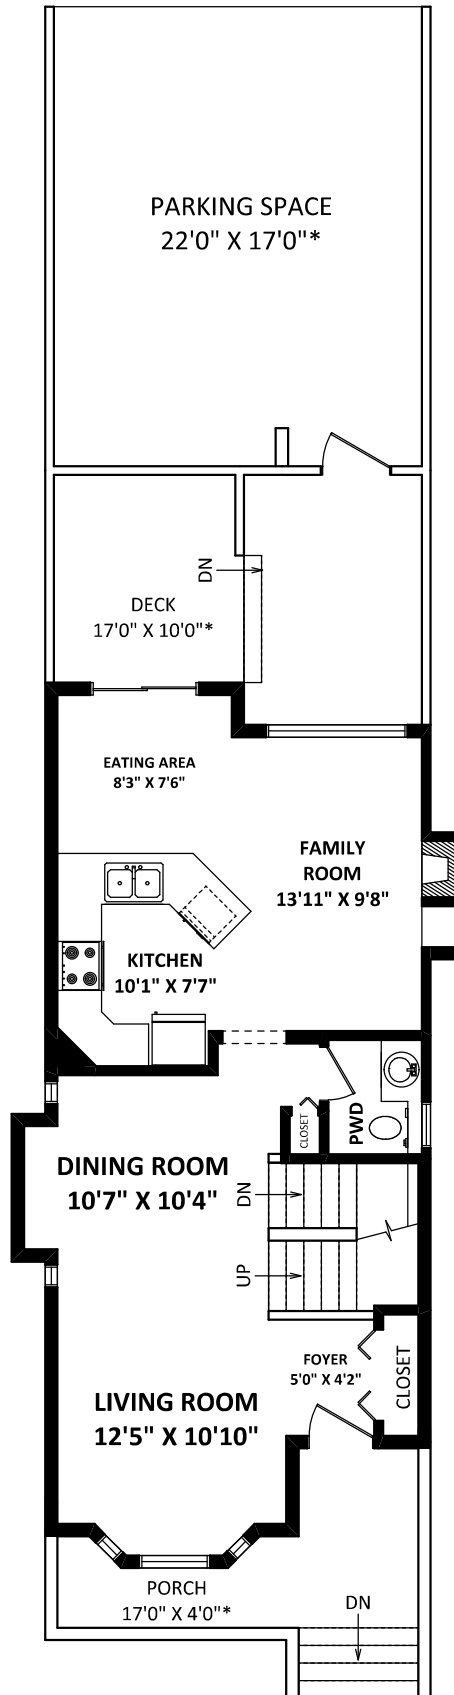 PARKING SPACE
22'0" X 17'0"*
DN
DECK
17'0" X 10'0"*
EATING AREA
8'3" X 7'6"
FAMILY
ROOM
13'11" X 9'8"
KITCHEN
10'1" X 7'7"
PWD
CLOSET
DINING ROOM
10'7" X 10'4"
DN
UP
FOYER
5'0" X 4'2"
CLOSET
LIVING ROOM
12'5" X 10'10"
PORCH
17'0" X 4'0"*
DN